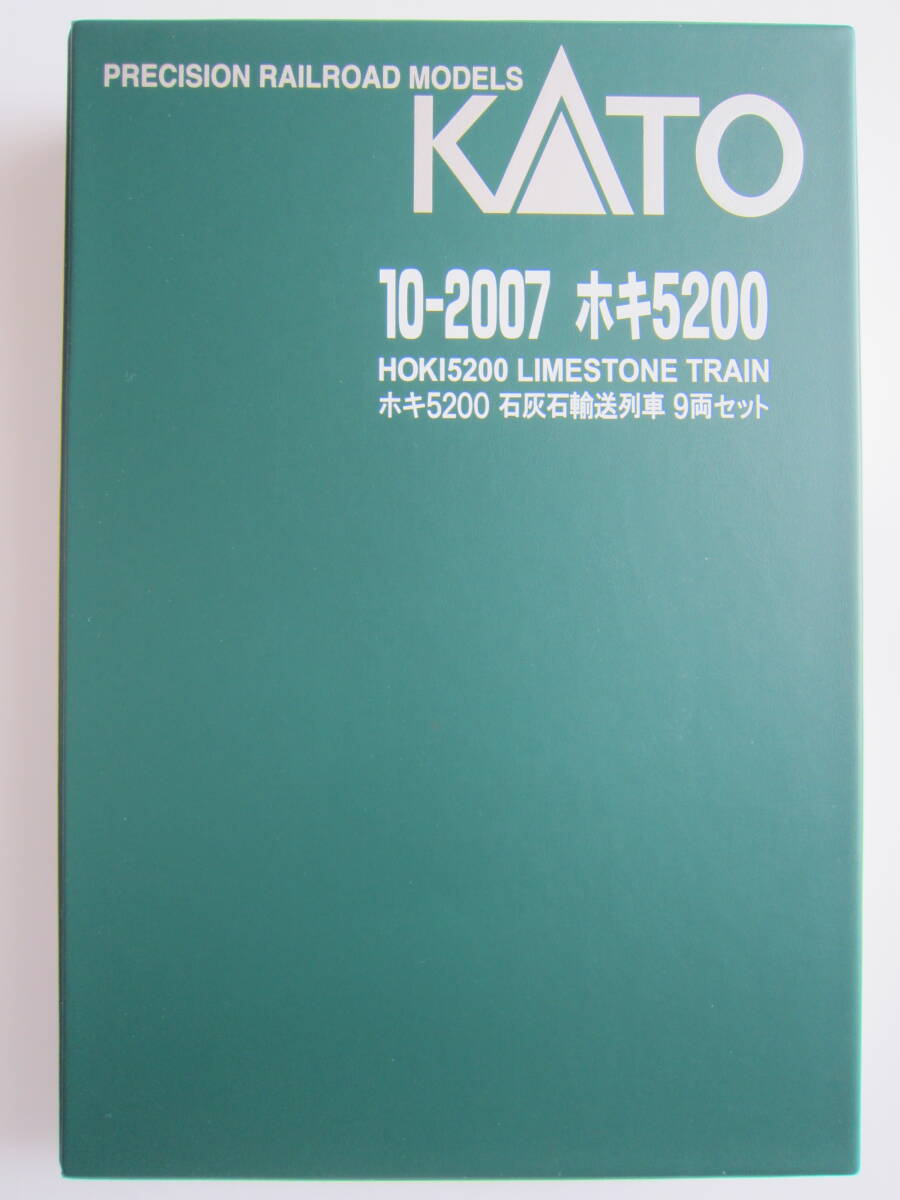 PRECISION RAILROAD MODELS
KATO
10-2007 ホキ5200
HOKI5200 LIMESTONE TRAIN
ホキ5200 石灰石輸送列車 9両セット